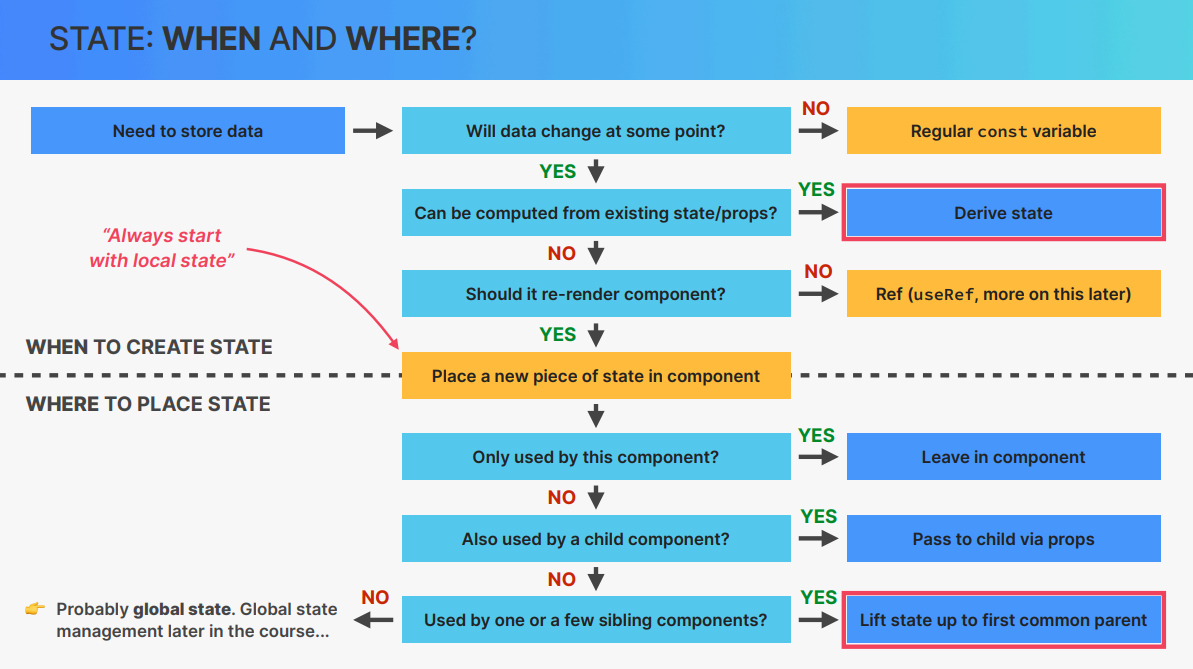 STATE: WHEN AND WHERE?
Need to store data
Will data change at some point?
NO
Regular const variable
YES
Can be computed from existing state/props?
YES
Derive state
“Always start
with local state”
NO
Should it re-render component?
NO
Ref (useRef, more on this later)
YES
WHEN TO CREATE STATE
Place a new piece of state in component
WHERE TO PLACE STATE
Only used by this component?
YES
Leave in component
NO
Also used by a child component?
YES
Pass to child via props
NO
Used by one or a few sibling components?
YES
Lift state up to first common parent
NO
👉 Probably global state. Global state
management later in the course...